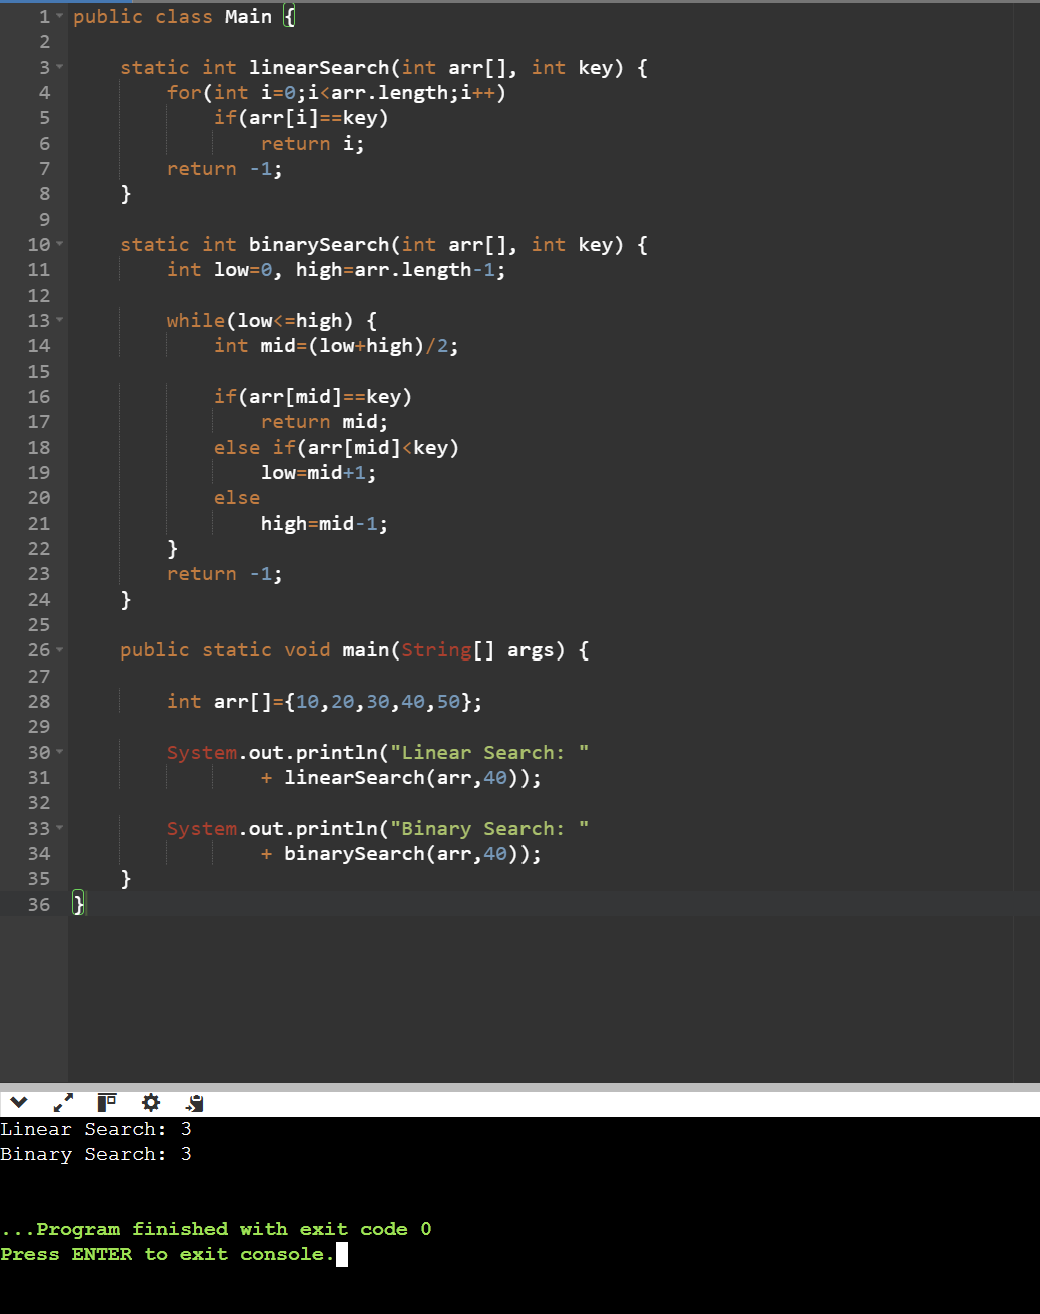 1 public class Main {
2
3     static int linearSearch(int arr[], int key) {
4         for(int i=0;i<arr.length;i++)
5             if(arr[i]==key)
6                 return i;
7         return -1;
8     }
9
10     static int binarySearch(int arr[], int key) {
11         int low=0, high=arr.length-1;
12
13         while(low<=high) {
14             int mid=(low+high)/2;
15
16             if(arr[mid]==key)
17                 return mid;
18             else if(arr[mid]<key)
19                 low=mid+1;
20             else
21                 high=mid-1;
22         }
23         return -1;
24     }
25
26     public static void main(String[] args) {
27
28         int arr[]={10,20,30,40,50};
29
30         System.out.println("Linear Search: "
31                 + linearSearch(arr,40));
32
33         System.out.println("Binary Search: "
34                 + binarySearch(arr,40));
35     }
36 }
Linear Search: 3
Binary Search: 3
...Program finished with exit code 0
Press ENTER to exit console.